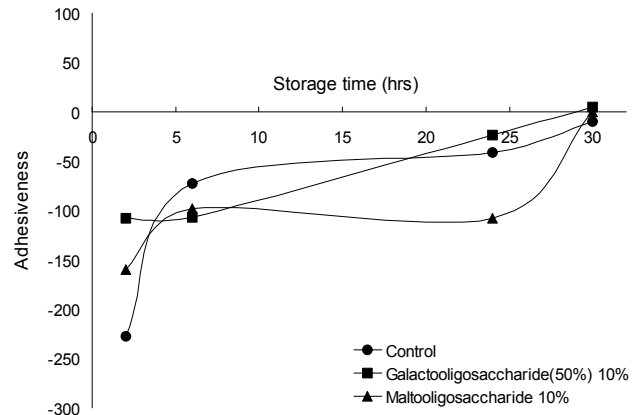 100
50
Storage time (hrs)
0
0 5 10 15 20 25 30
-50
-100
-150
-200
-250
-300
Adhesiveness
Control
Galactooligosaccharide(50%) 10%
Maltooligosaccharide 10%